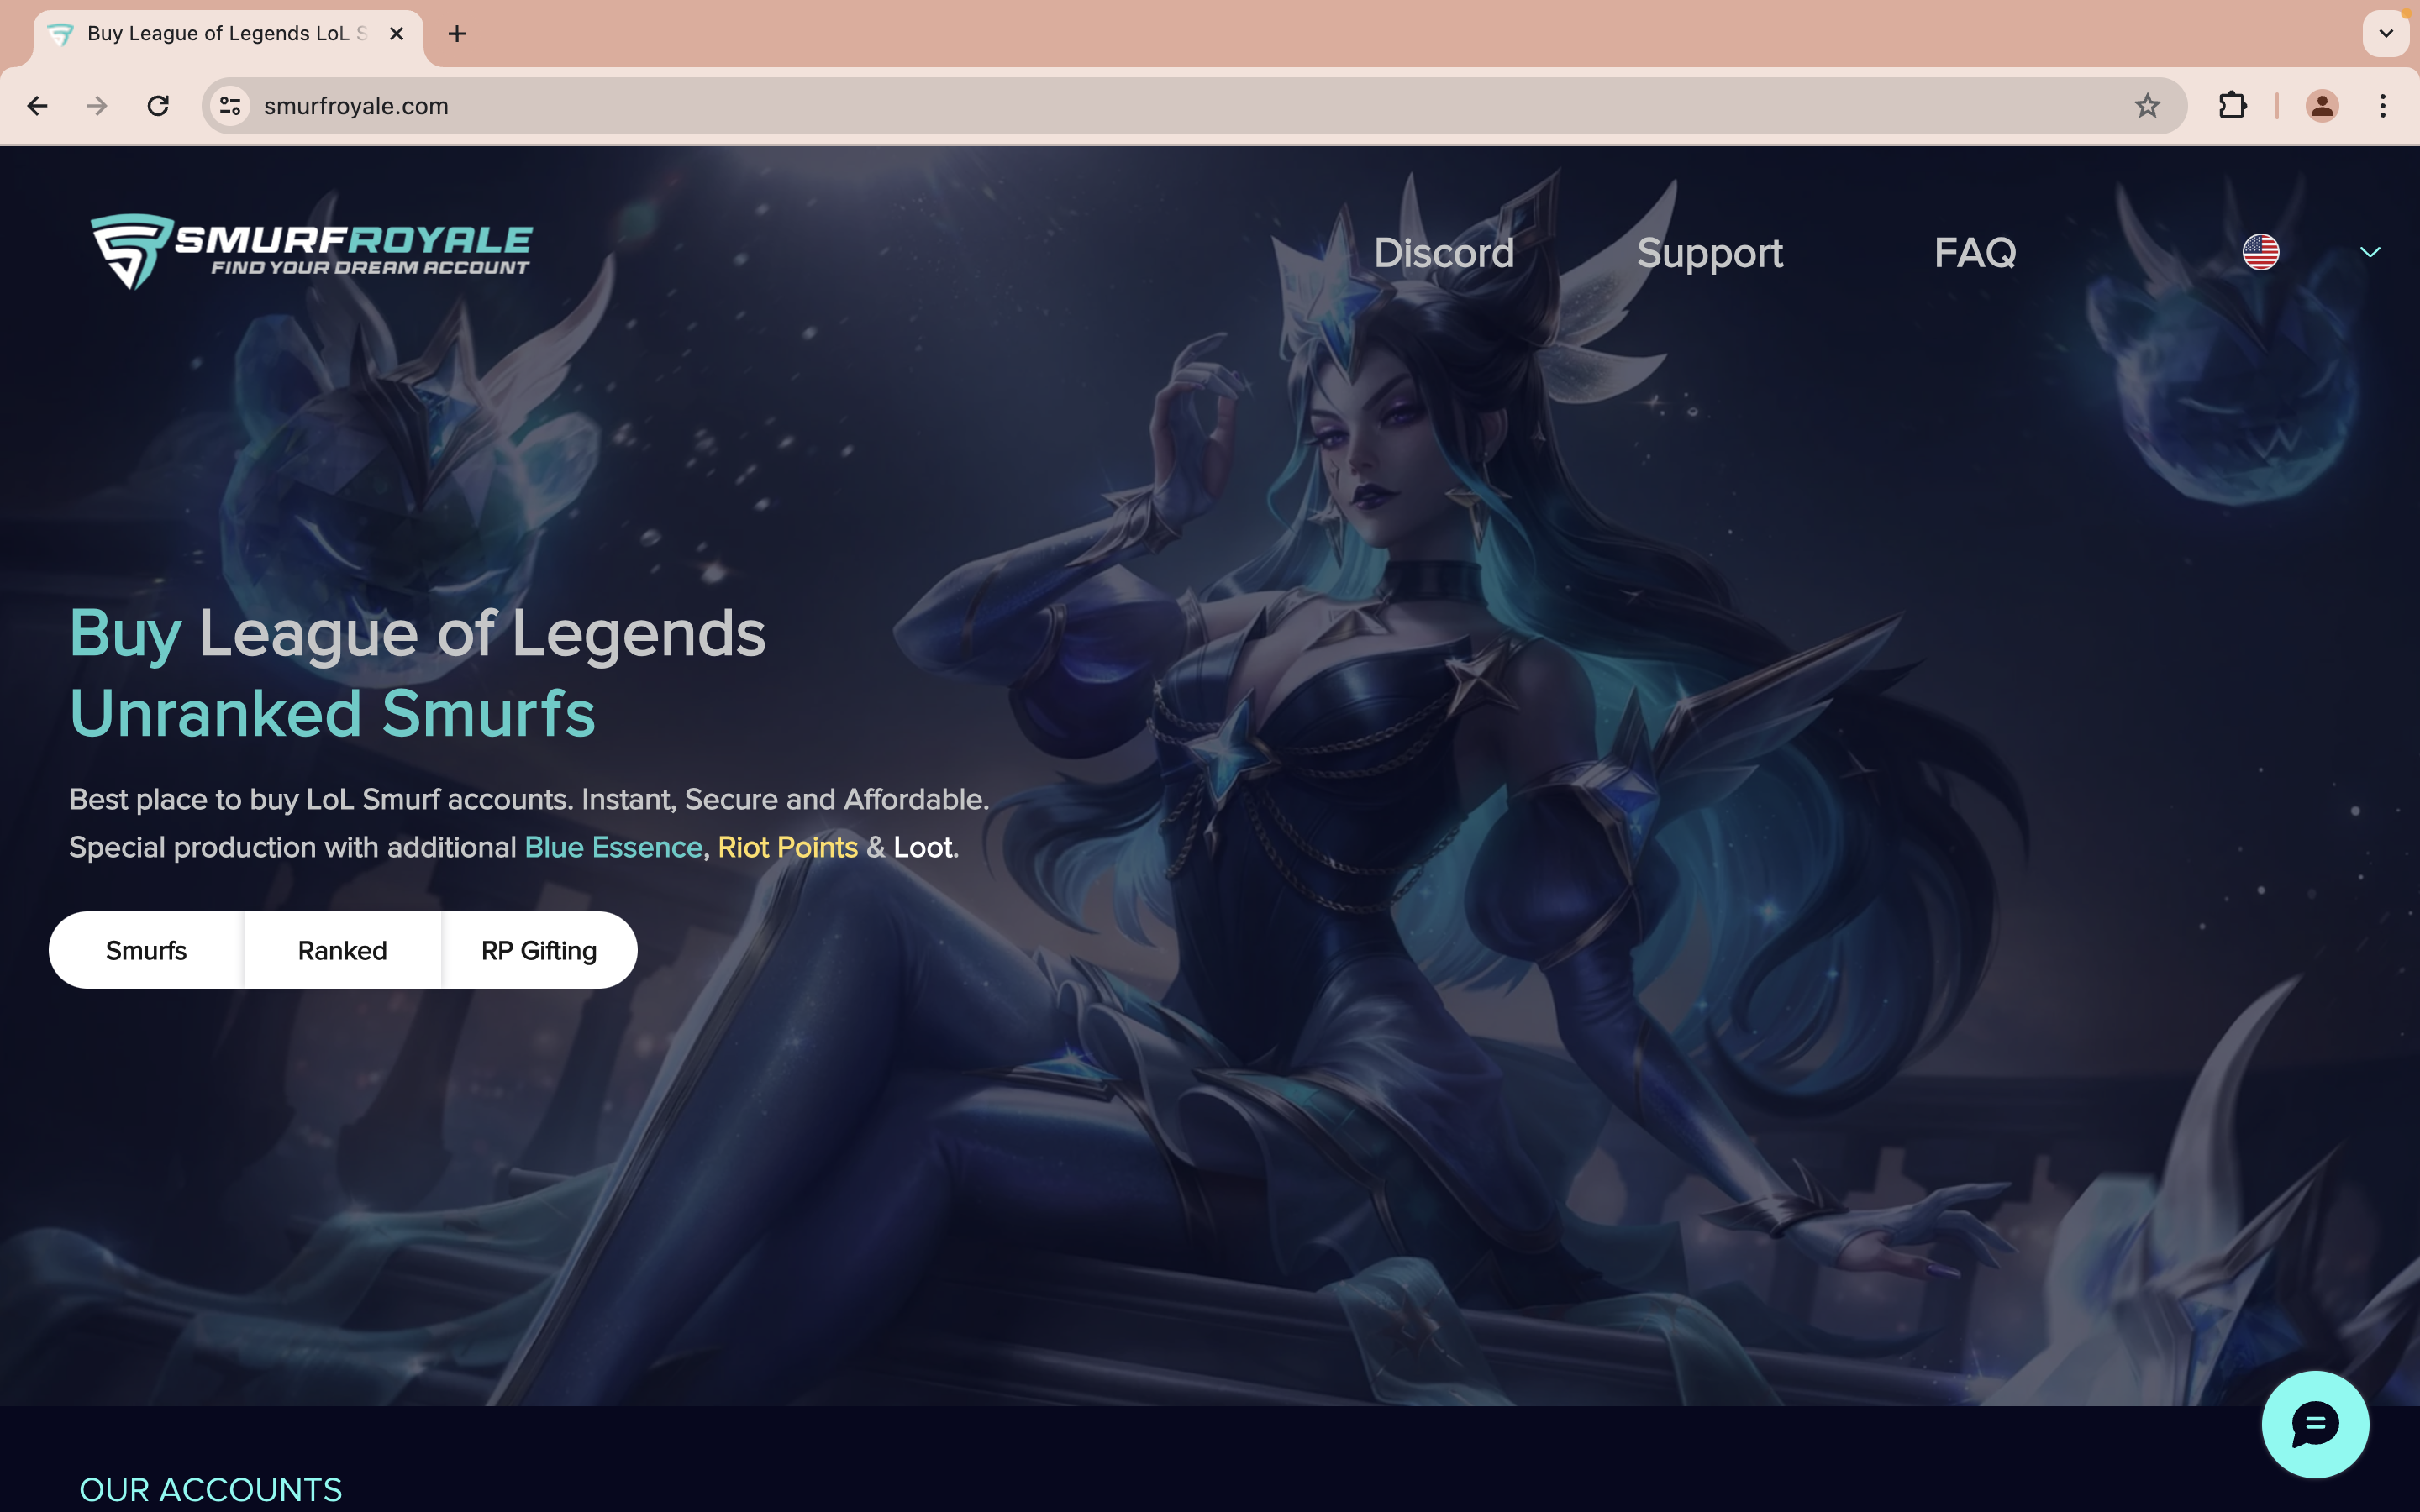 Buy League of Legends LoL S
smurfroyale.com
SMURFROYALE
FIND YOUR DREAM ACCOUNT
Discord
Support
FAQ
Buy League of Legends
Unranked Smurfs
Best place to buy LoL Smurf accounts. Instant, Secure and Affordable.
Special production with additional Blue Essence, Riot Points & Loot.
Smurfs
Ranked
RP Gifting
OUR ACCOUNTS